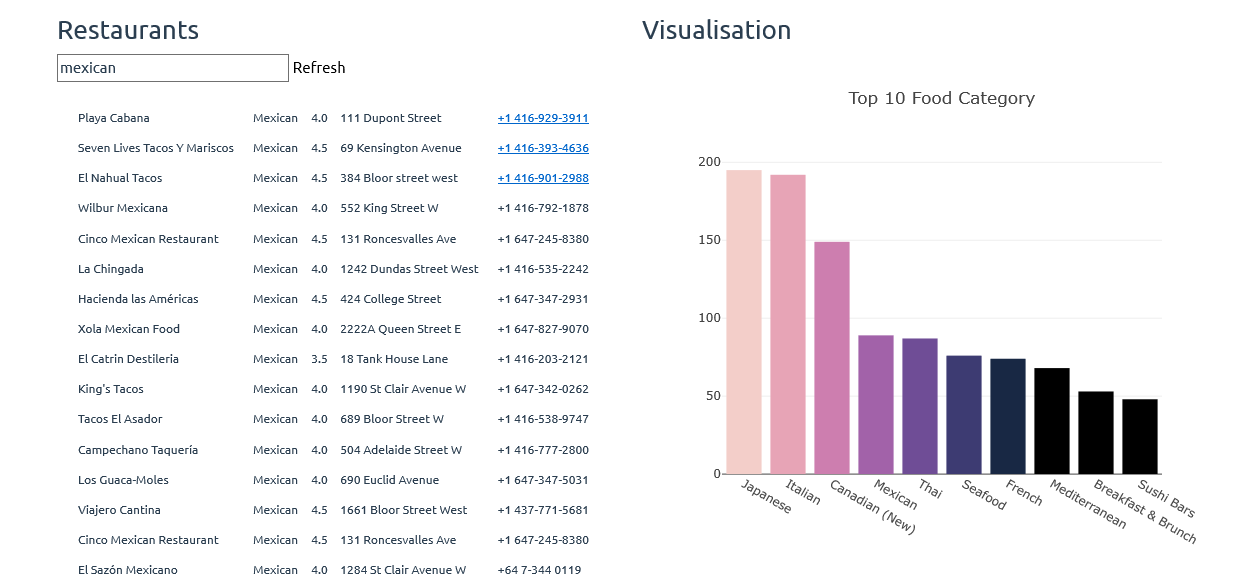 Restaurants
mexican Refresh
Playa Cabana Mexican 4.0 111 Dupont Street +1 416-929-3911
Seven Lives Tacos Y Mariscos Mexican 4.5 69 Kensington Avenue +1 416-393-4636
El Nahual Tacos Mexican 4.5 384 Bloor street west +1 416-901-2988
Wilbur Mexicana Mexican 4.0 552 King Street W +1 416-792-1878
Cinco Mexican Restaurant Mexican 4.5 131 Roncesvalles Ave +1 647-245-8380
La Chingada Mexican 4.0 1242 Dundas Street West +1 416-535-2242
Hacienda las Américas Mexican 4.5 424 College Street +1 647-347-2931
Xola Mexican Food Mexican 4.0 2222A Queen Street E +1 647-827-9070
El Catrin Destileria Mexican 3.5 18 Tank House Lane +1 416-203-2121
King's Tacos Mexican 4.0 1190 St Clair Avenue W +1 647-342-0262
Tacos El Asador Mexican 4.0 689 Bloor Street W +1 416-538-9747
Campechano Taquería Mexican 4.0 504 Adelaide Street W +1 416-777-2800
Los Guaca-Moles Mexican 4.0 690 Euclid Avenue +1 647-347-5031
Viajero Cantina Mexican 4.5 1661 Bloor Street West +1 437-771-5681
Cinco Mexican Restaurant Mexican 4.5 131 Roncesvalles Ave +1 647-245-8380
El Sazón Mexicano Mexican 4.0 1284 St Clair Avenue W +64 7-344 0119
Visualisation
Top 10 Food Category
200
150
100
50
0
Japanese
Italian
Canadian (New)
Mexican
Thai
Seafood
French
Mediterranean
Breakfast & Brunch
Sushi Bars